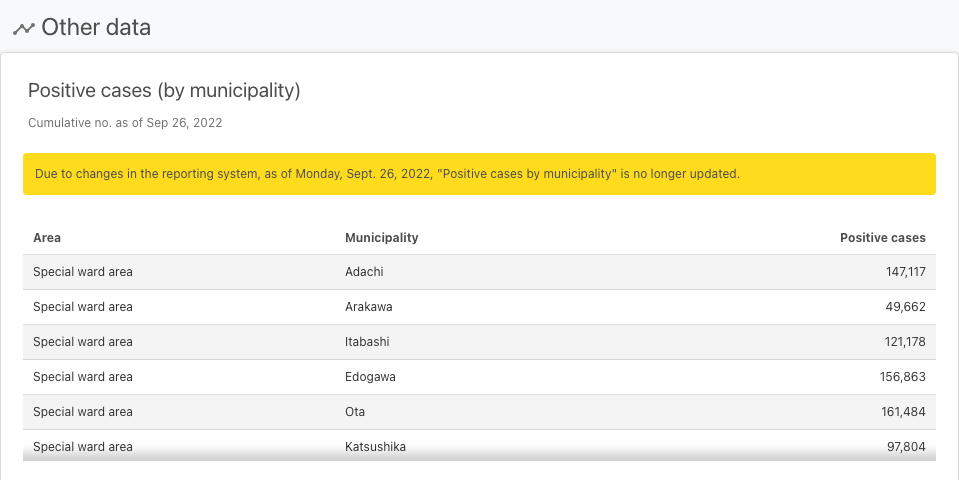 Other data
Positive cases (by municipality)
Cumulative no. as of Sep 26, 2022
Due to changes in the reporting system, as of Monday, Sept. 26, 2022, "Positive cases by municipality" is no longer updated.
Area Municipality Positive cases
Special ward area Adachi 147,117
Special ward area Arakawa 49,662
Special ward area Itabashi 121,178
Special ward area Edogawa 156,863
Special ward area Ota 161,484
Special ward area Katsushika 97,804